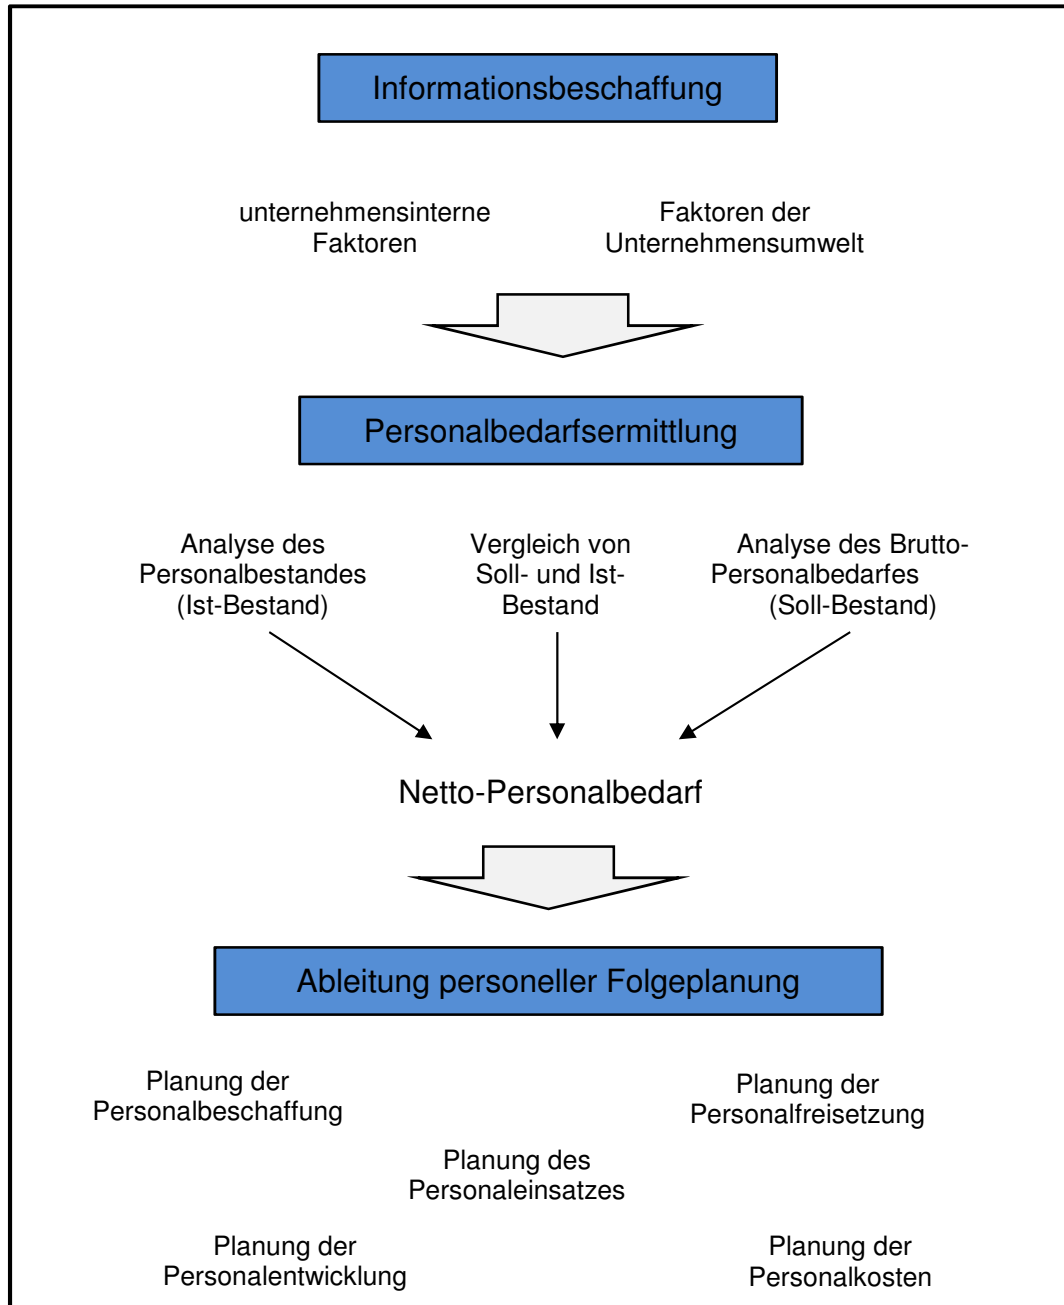 Informationsbeschaffung
unternehmensinterne
Faktoren
Faktoren der
Unternehmensumwelt
Personalbedarfsermittlung
Analyse des
Personalbestandes
(Ist-Bestand)
Vergleich von
Soll- und Ist-
Bestand
Analyse des Brutto-
Personalbedarfes
(Soll-Bestand)
Netto-Personalbedarf
Ableitung personeller Folgeplanung
Planung der
Personalbeschaffung
Planung der
Personalfreisetzung
Planung des
Personaleinsatzes
Planung der
Personalentwicklung
Planung der
Personalkosten